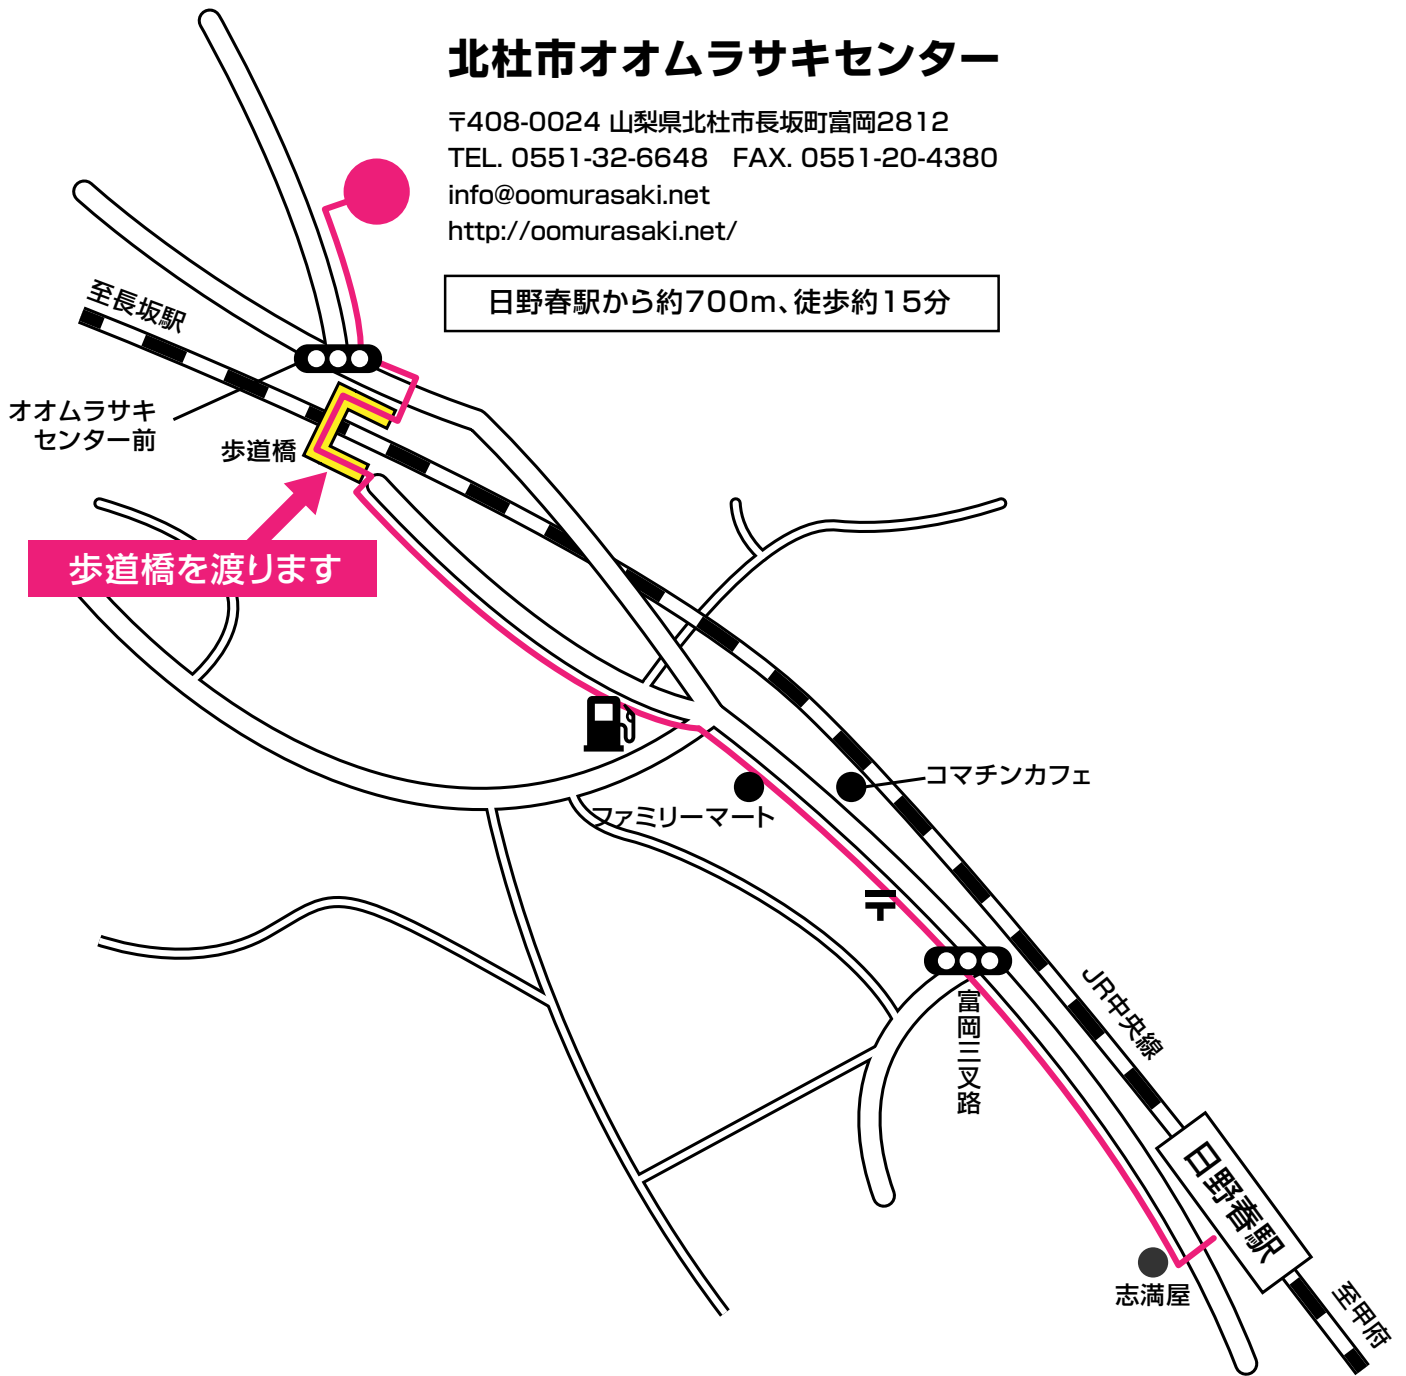 北杜市オオムラサキセンター
〒408-0024 山梨県北杜市長坂町富岡2812
TEL. 0551-32-6648　FAX. 0551-20-4380
info@oomurasaki.net
http://oomurasaki.net/
日野春駅から約700m、徒歩約15分
至長坂駅
オオムラサキ
センター前
歩道橋
歩道橋を渡ります
コマチンカフェ
ファミリーマート
〒
富岡三叉路
JR中央線
日野春駅
志満屋
至甲府